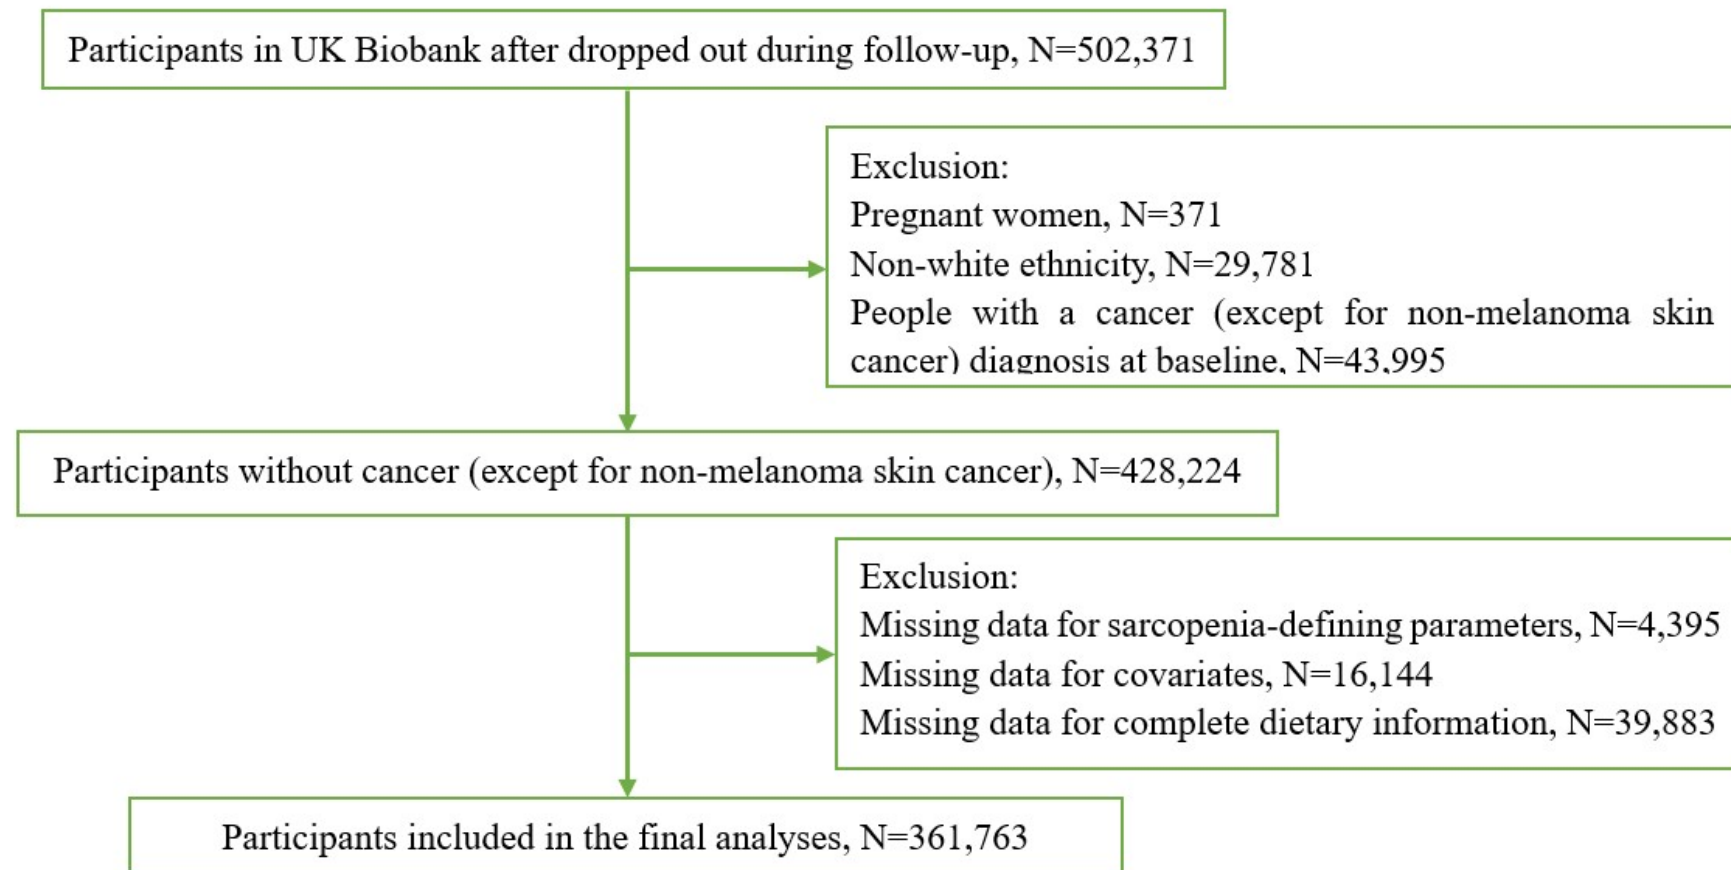 Participants in UK Biobank after dropped out during follow-up, N=502,371
Exclusion:
Pregnant women, N=371
Non-white ethnicity, N=29,781
People with a cancer (except for non-melanoma skin
cancer) diagnosis at baseline, N=43,995
Participants without cancer (except for non-melanoma skin cancer), N=428,224
Exclusion:
Missing data for sarcopenia-defining parameters, N=4,395
Missing data for covariates, N=16,144
Missing data for complete dietary information, N=39,883
Participants included in the final analyses, N=361,763